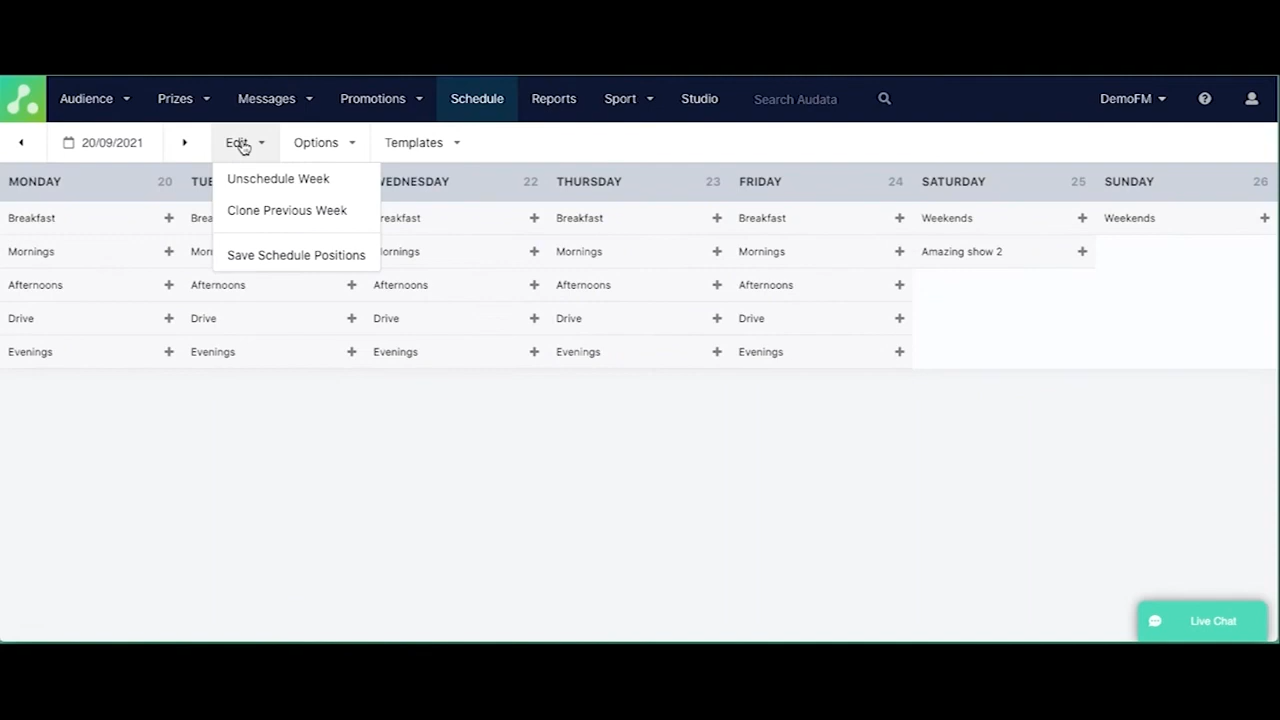 Audience Prizes Messages Promotions Schedule Reports Sport Studio Search Audata DemoFM
20/09/2021 Edit Options Templates
Unschedule Week
Clone Previous Week
Save Schedule Positions
MONDAY 20 WEDNESDAY 22 THURSDAY 23 FRIDAY 24 SATURDAY 25 SUNDAY 26
Breakfast Breakfast Breakfast Breakfast Weekends Weekends
Mornings Mornings Mornings Mornings Amazing show 2
Afternoons Afternoons Afternoons Afternoons Afternoons
Drive Drive Drive Drive Drive
Evenings Evenings Evenings Evenings Evenings
Live Chat